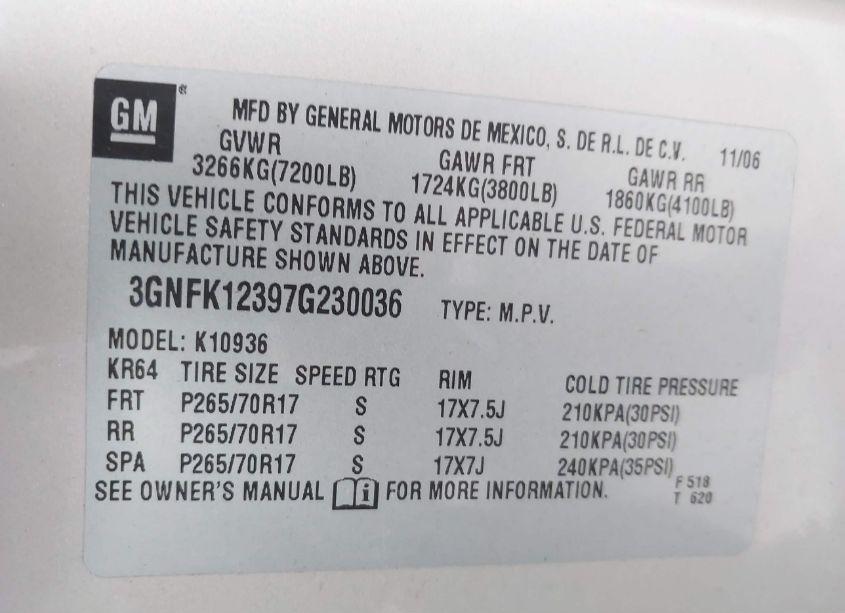 GM ®
MFD BY GENERAL MOTORS DE MEXICO, S. DE R.L. DE C.V. 11/06
GVWR GAWR FRT GAWR RR
3266KG(7200LB) 1724KG(3800LB) 1860KG(4100LB)
THIS VEHICLE CONFORMS TO ALL APPLICABLE U.S. FEDERAL MOTOR
VEHICLE SAFETY STANDARDS IN EFFECT ON THE DATE OF
MANUFACTURE SHOWN ABOVE.
3GNFK12397G230036 TYPE: M.P.V.
MODEL: K10936
KR64 TIRE SIZE SPEED RTG RIM COLD TIRE PRESSURE
FRT P265/70R17 S 17X7.5J 210KPA(30PSI)
RR P265/70R17 S 17X7.5J 210KPA(30PSI)
SPA P265/70R17 S 17X7J 240KPA(35PSI)
SEE OWNER'S MANUAL i FOR MORE INFORMATION. F 518
T 620